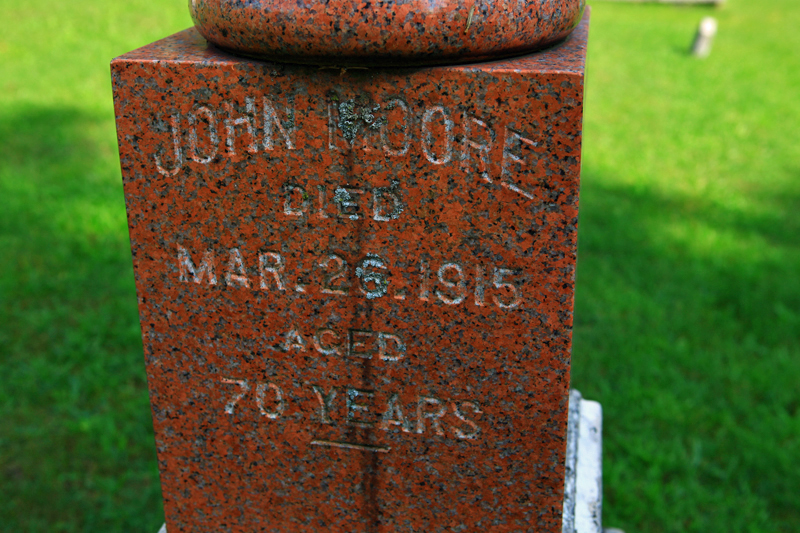 JOHN MOORE
DIED
MAR. 26. 1915
AGED
70 YEARS